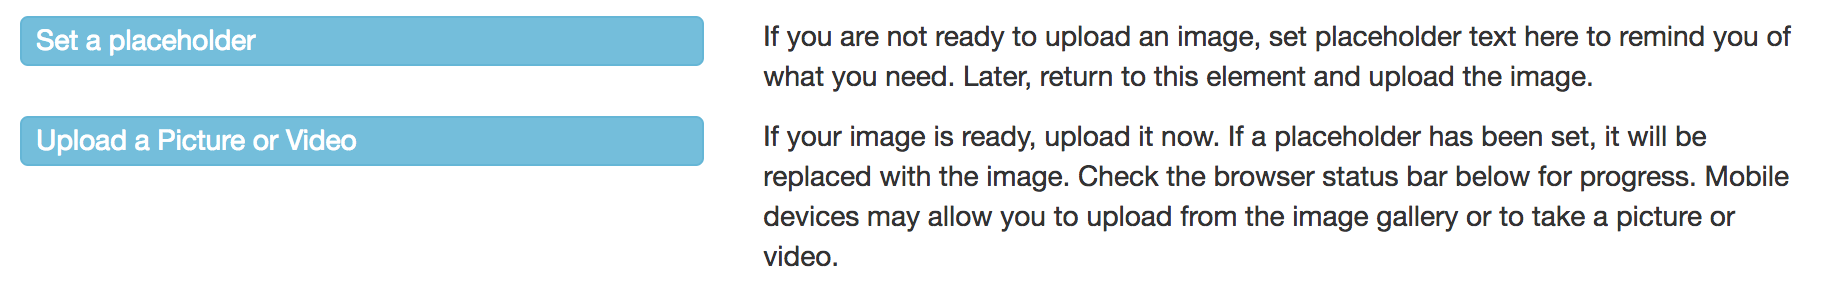 Set a placeholder
If you are not ready to upload an image, set placeholder text here to remind you of
what you need. Later, return to this element and upload the image.
Upload a Picture or Video
If your image is ready, upload it now. If a placeholder has been set, it will be
replaced with the image. Check the browser status bar below for progress. Mobile
devices may allow you to upload from the image gallery or to take a picture or
video.